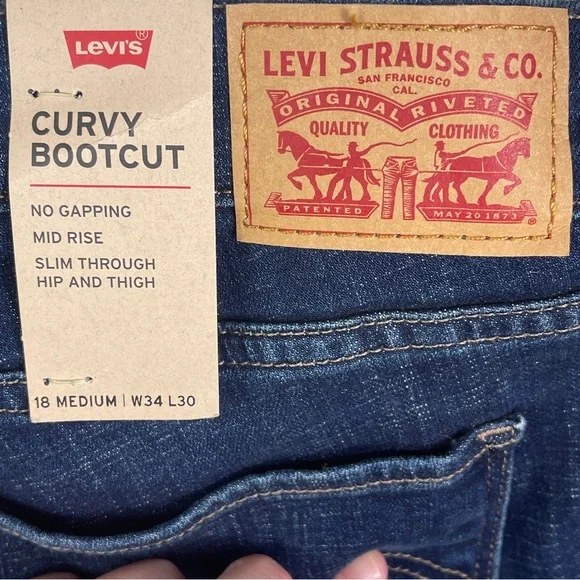 LEVI'S®
CURVY
BOOTCUT
NO GAPPING
MID RISE
SLIM THROUGH
HIP AND THIGH
18 MEDIUM | W34 L30
LEVI STRAUSS & CO.
SAN FRANCISCO
CAL.
ORIGINAL RIVETED
QUALITY CLOTHING
PATENTED MAY 20 1873 ®